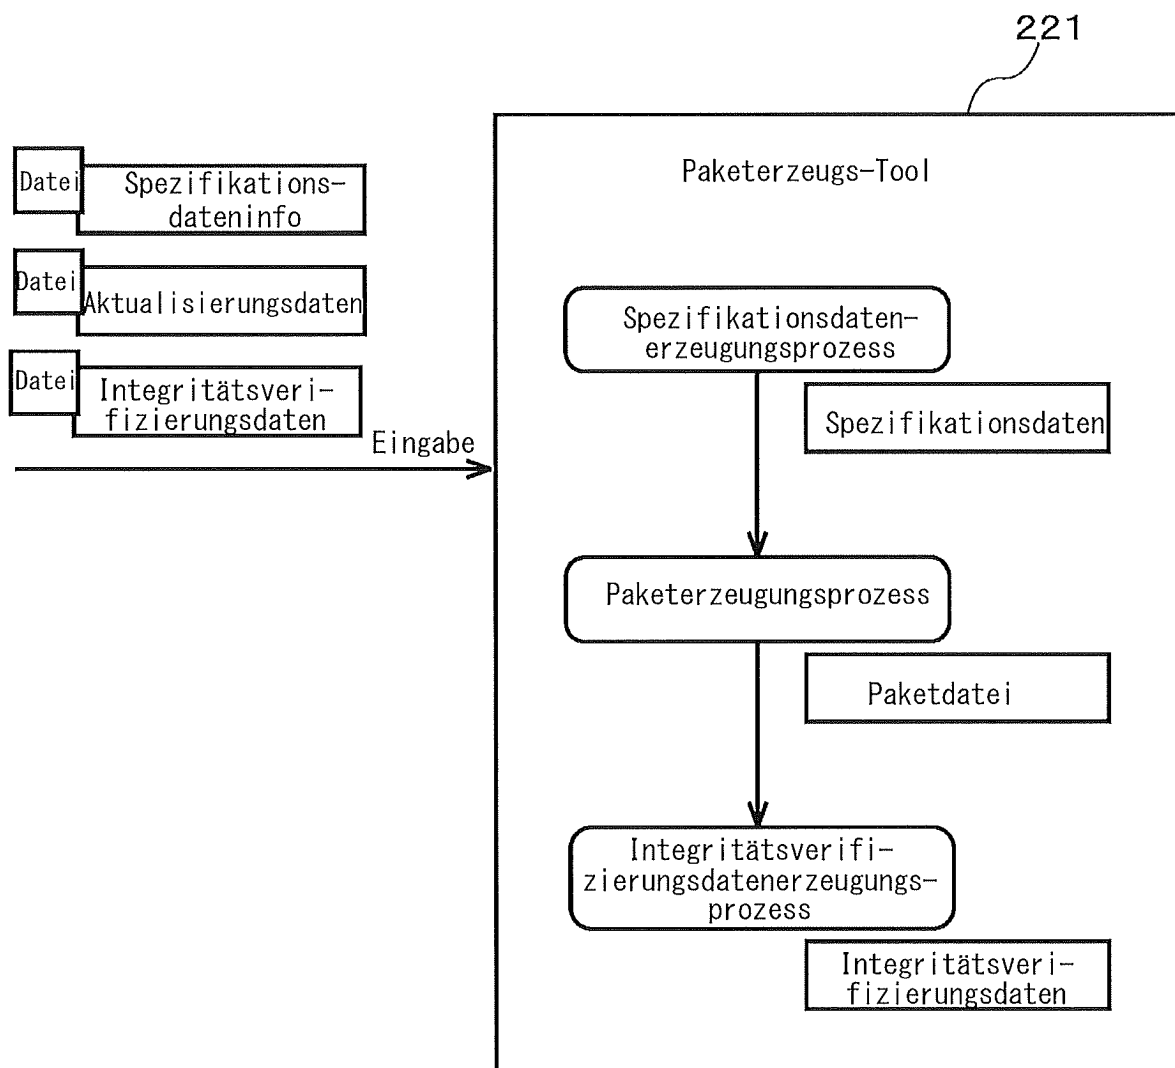 221
Datei
Spezifikations-
dateninfo
Datei
Aktualisierungsdaten
Datei
Integritätsveri-
fizierungsdaten
Eingabe
Paketerzeugs-Tool
Spezifikationsdaten-
erzeugungsprozess
Spezifikationsdaten
Paketerzeugungsprozess
Paketdatei
Integritätsverifi-
zierungsdatenerzeugungs-
prozess
Integritätsveri-
fizierungsdaten